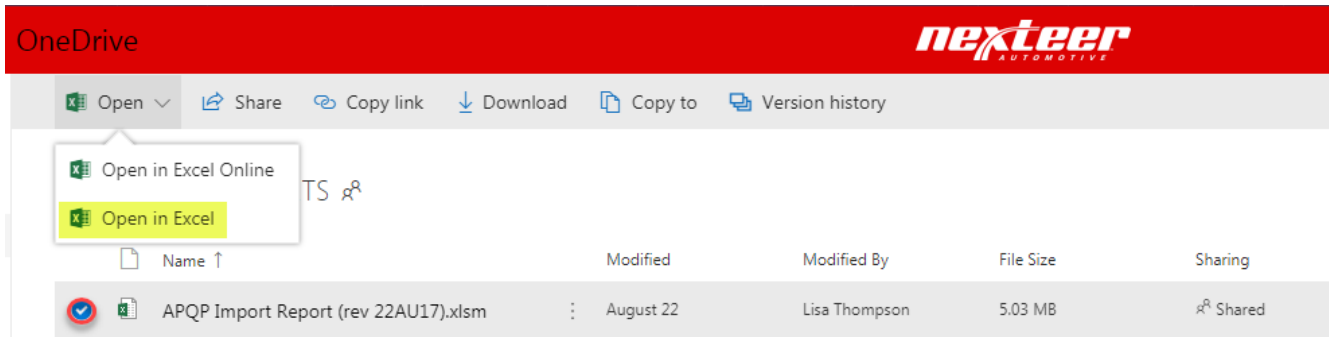 OneDrive
nexteer
AUTOMOTIVE
Open Share Copy link Download Copy to Version history
Open in Excel Online
TS
Open in Excel
Name ↑ Modified Modified By File Size Sharing
APQP Import Report (rev 22AU17).xlsm August 22 Lisa Thompson 5.03 MB Shared